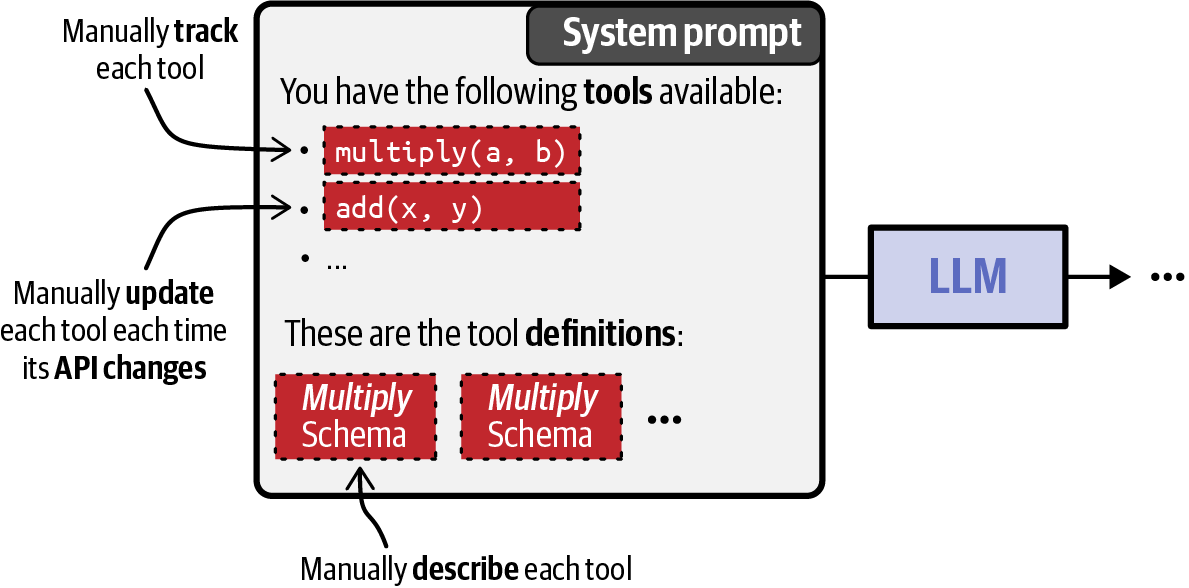 Manually track
each tool
System prompt
You have the following tools available:
• multiply(a, b)
• add(x, y)
• ...
Manually update
each tool each time
its API changes
These are the tool definitions:
Multiply
Schema
Multiply
Schema
...
Manually describe each tool
LLM
...